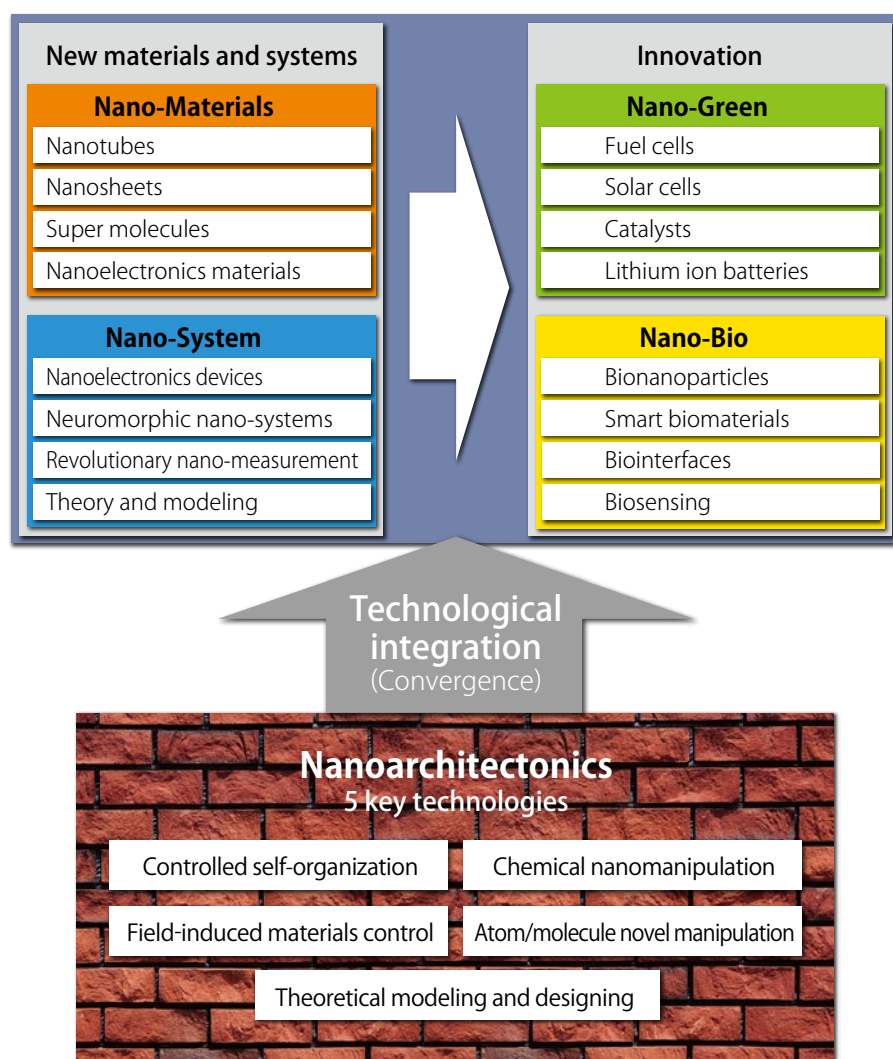 New materials and systems
Nano-Materials
Nanotubes
Nanosheets
Super molecules
Nanoelectronics materials
Nano-System
Nanoelectronics devices
Neuromorphic nano-systems
Revolutionary nano-measurement
Theory and modeling
Innovation
Nano-Green
Fuel cells
Solar cells
Catalysts
Lithium ion batteries
Nano-Bio
Bionanoparticles
Smart biomaterials
Biointerfaces
Biosensing
Technological
integration
(Convergence)
Nanoarchitectonics
5 key technologies
Controlled self-organization
Chemical nanomanipulation
Field-induced materials control
Atom/molecule novel manipulation
Theoretical modeling and designing